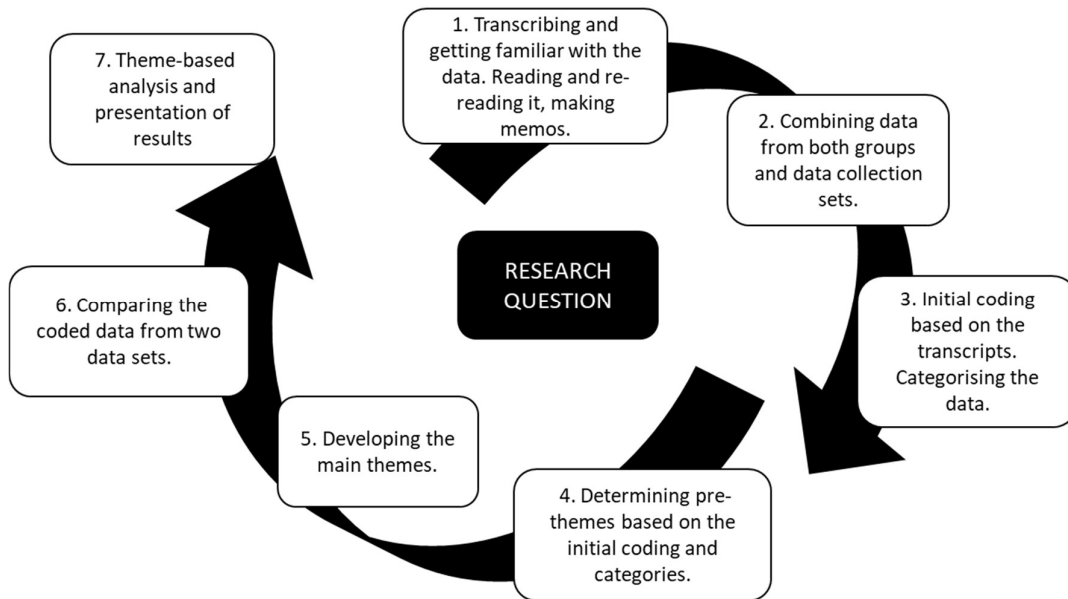 1. Transcribing and
getting familiar with the
data. Reading and re-
reading it, making
memos.
2. Combining data
from both groups
and data collection
sets.
3. Initial coding
based on the
transcripts.
Categorising the
data.
4. Determining pre-
themes based on the
initial coding and
categories.
5. Developing the
main themes.
6. Comparing the
coded data from two
data sets.
7. Theme-based
analysis and
presentation of
results
RESEARCH
QUESTION